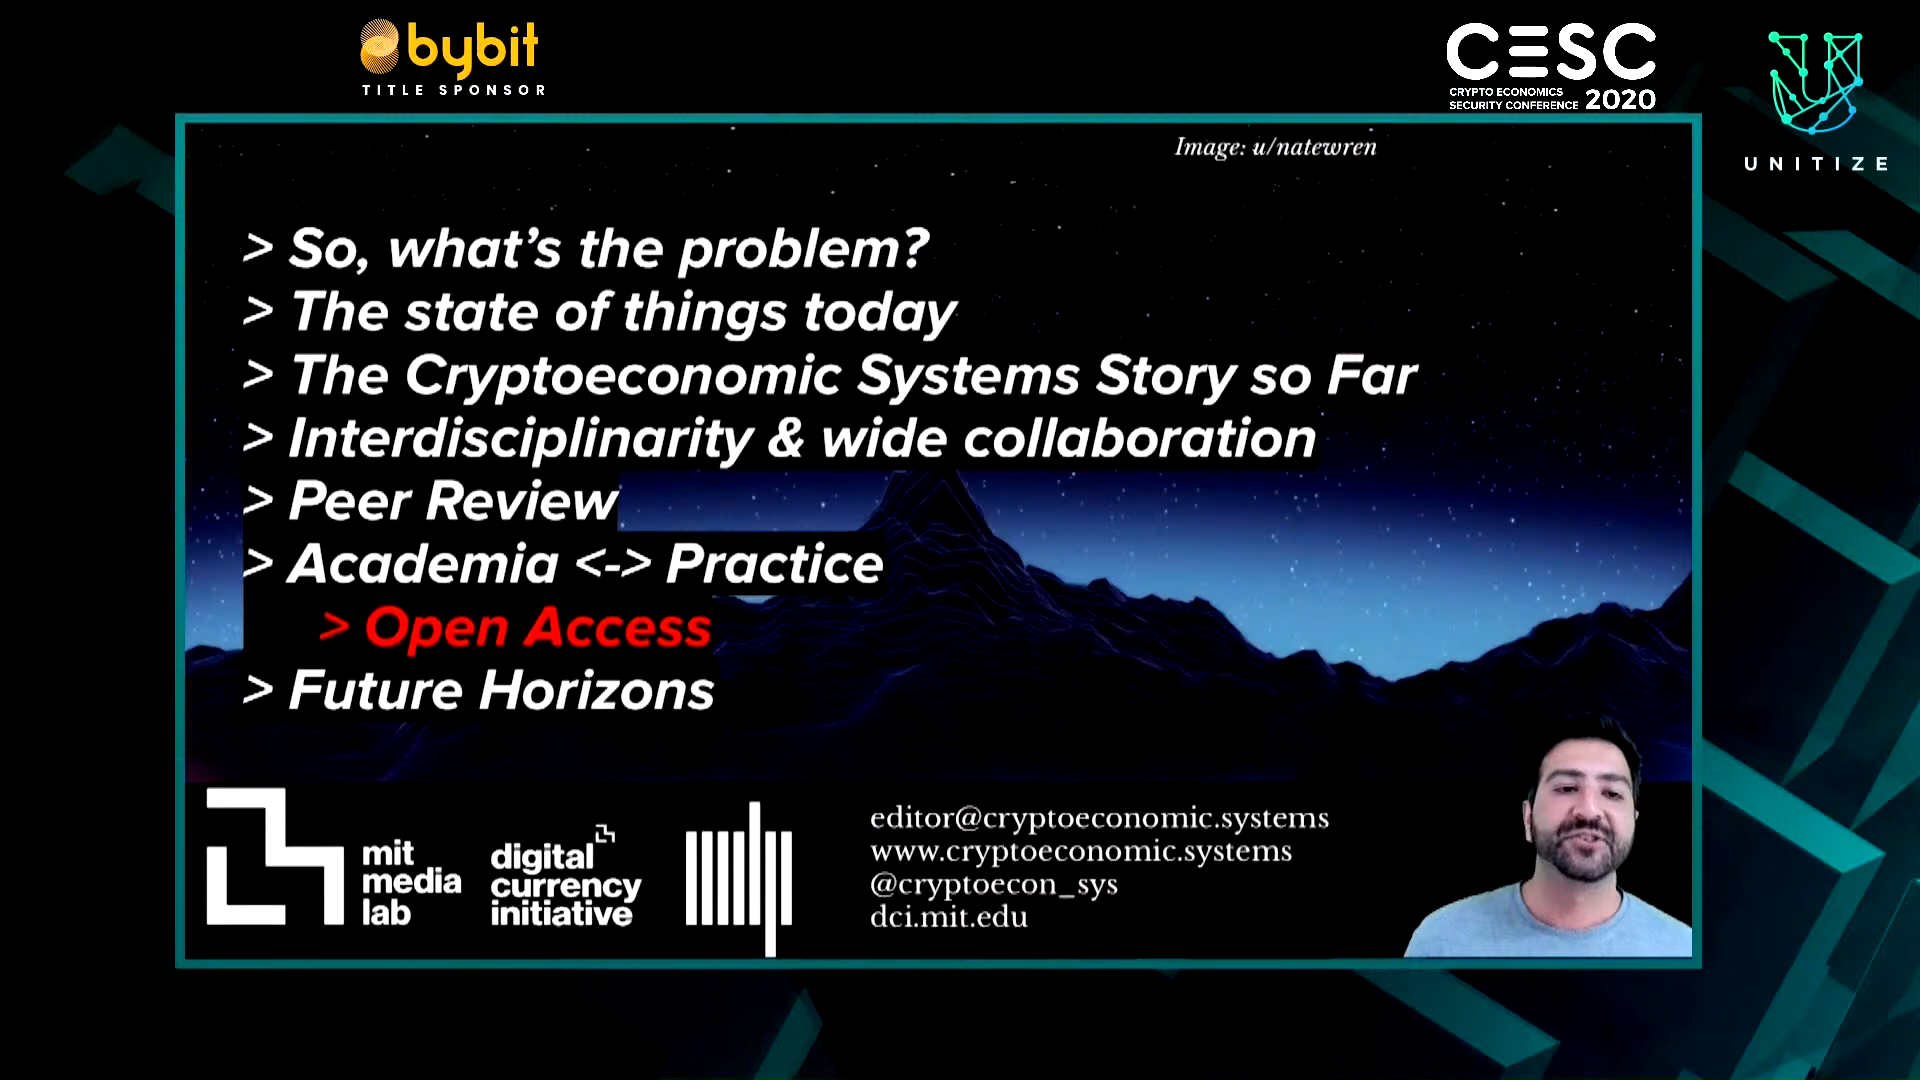 bybit
TITLE SPONSOR
CESC
CRYPTO ECONOMICS
SECURITY CONFERENCE 2020
UNITIZE
Image: u/natewren
> So, what's the problem?
> The state of things today
> The Cryptoeconomic Systems Story so Far
> Interdisciplinarity & wide collaboration
> Peer Review
> Academia <-> Practice
> Open Access
> Future Horizons
mit
media
lab
digital
currency
initiative
editor@cryptoeconomic.systems
www.cryptoeconomic.systems
@cryptoecon_sys
dci.mit.edu